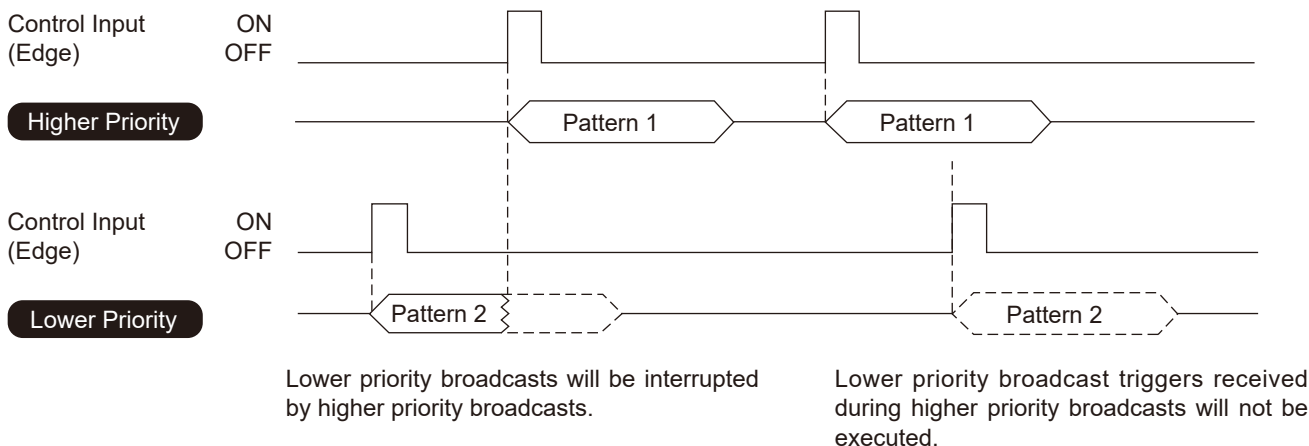 Control Input ON
(Edge) OFF
Higher Priority
Pattern 1 Pattern 1
Control Input ON
(Edge) OFF
Lower Priority
Pattern 2 Pattern 2
Lower priority broadcasts will be interrupted
by higher priority broadcasts.
Lower priority broadcast triggers received
during higher priority broadcasts will not be
executed.